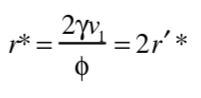 r* = 2γv₁ / ϕ = 2r′*